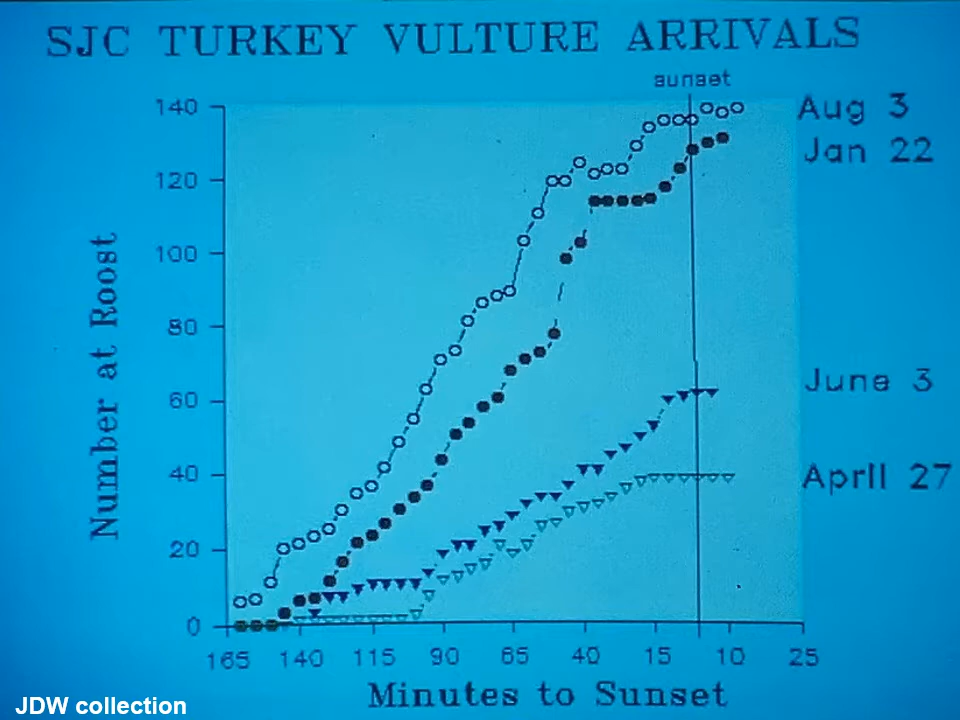 SJC TURKEY VULTURE ARRIVALS
sunset
140
120
100
80
60
40
20
0
Number at Roost
Aug 3
Jan 22
June 3
April 27
165 140 115 90 65 40 15 10 25
Minutes to Sunset
JDW collection